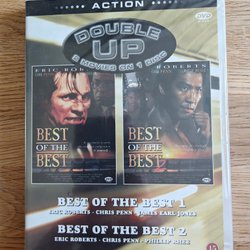 ACTION
DVD
DOUBLE
UP
2 MOVIES ON 1 DISC
ERIC ROBERTS
BEST
OF THE
BEST
BEST
OF THE
BEST
BEST OF THE BEST 1
ERIC ROBERTS - CHRIS PENN - JAMES EARL JONES
BEST OF THE BEST 2
ERIC ROBERTS - CHRIS PENN - PHILLIP RHEE
15